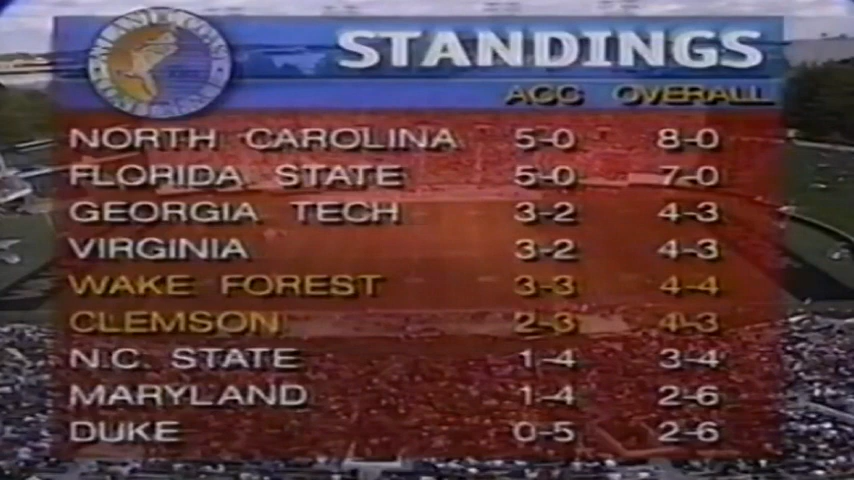 STANDINGS
ACC OVERALL
NORTH CAROLINA 5-0 8-0
FLORIDA STATE 5-0 7-0
GEORGIA TECH 3-2 4-3
VIRGINIA 3-2 4-3
WAKE FOREST 3-3 4-4
CLEMSON 2-3 4-3
N.C. STATE 1-4 3-4
MARYLAND 1-4 2-6
DUKE 0-5 2-6